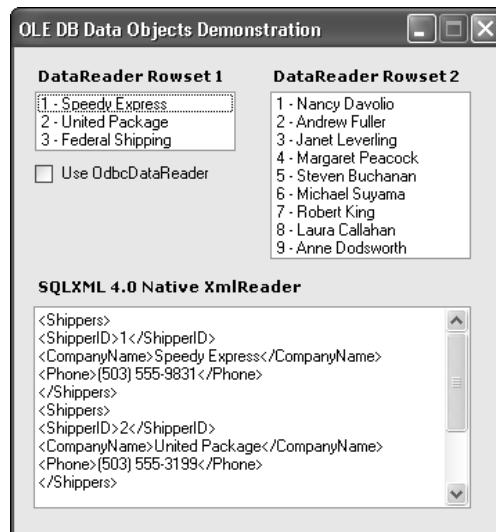 OLE DB Data Objects Demonstration
DataReader Rowset 1
1 - Speedy Express
2 - United Package
3 - Federal Shipping
Use OdbcDataReader
DataReader Rowset 2
1 - Nancy Davolio
2 - Andrew Fuller
3 - Janet Leverling
4 - Margaret Peacock
5 - Steven Buchanan
6 - Michael Suyama
7 - Robert King
8 - Laura Callahan
9 - Anne Dodsworth
SQLXML 4.0 Native XmlReader
<Shippers>
<ShipperID>1</ShipperID>
<CompanyName>Speedy Express</CompanyName>
<Phone>(503) 555-9831</Phone>
</Shippers>
<Shippers>
<ShipperID>2</ShipperID>
<CompanyName>United Package</CompanyName>
<Phone>(503) 555-3199</Phone>
</Shippers>